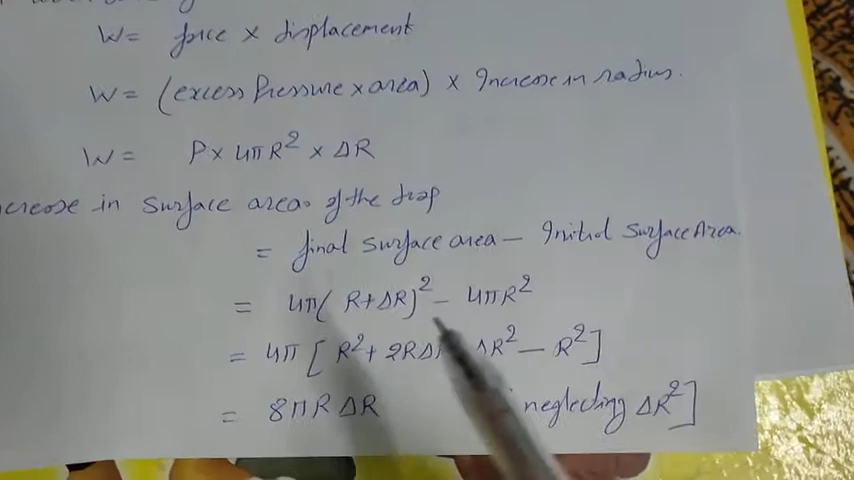 W = force × displacement
W = (excess Pressure × area) × Increase in radius.
W = P × 4πR² × ΔR
increase in surface area of the drop
= final surface area – Initial Surface Area.
= 4π(R+ΔR)² – 4πR²
= 4π[R² + 2RΔ ΔR² – R²]
= 8πRΔR neglecting ΔR²]